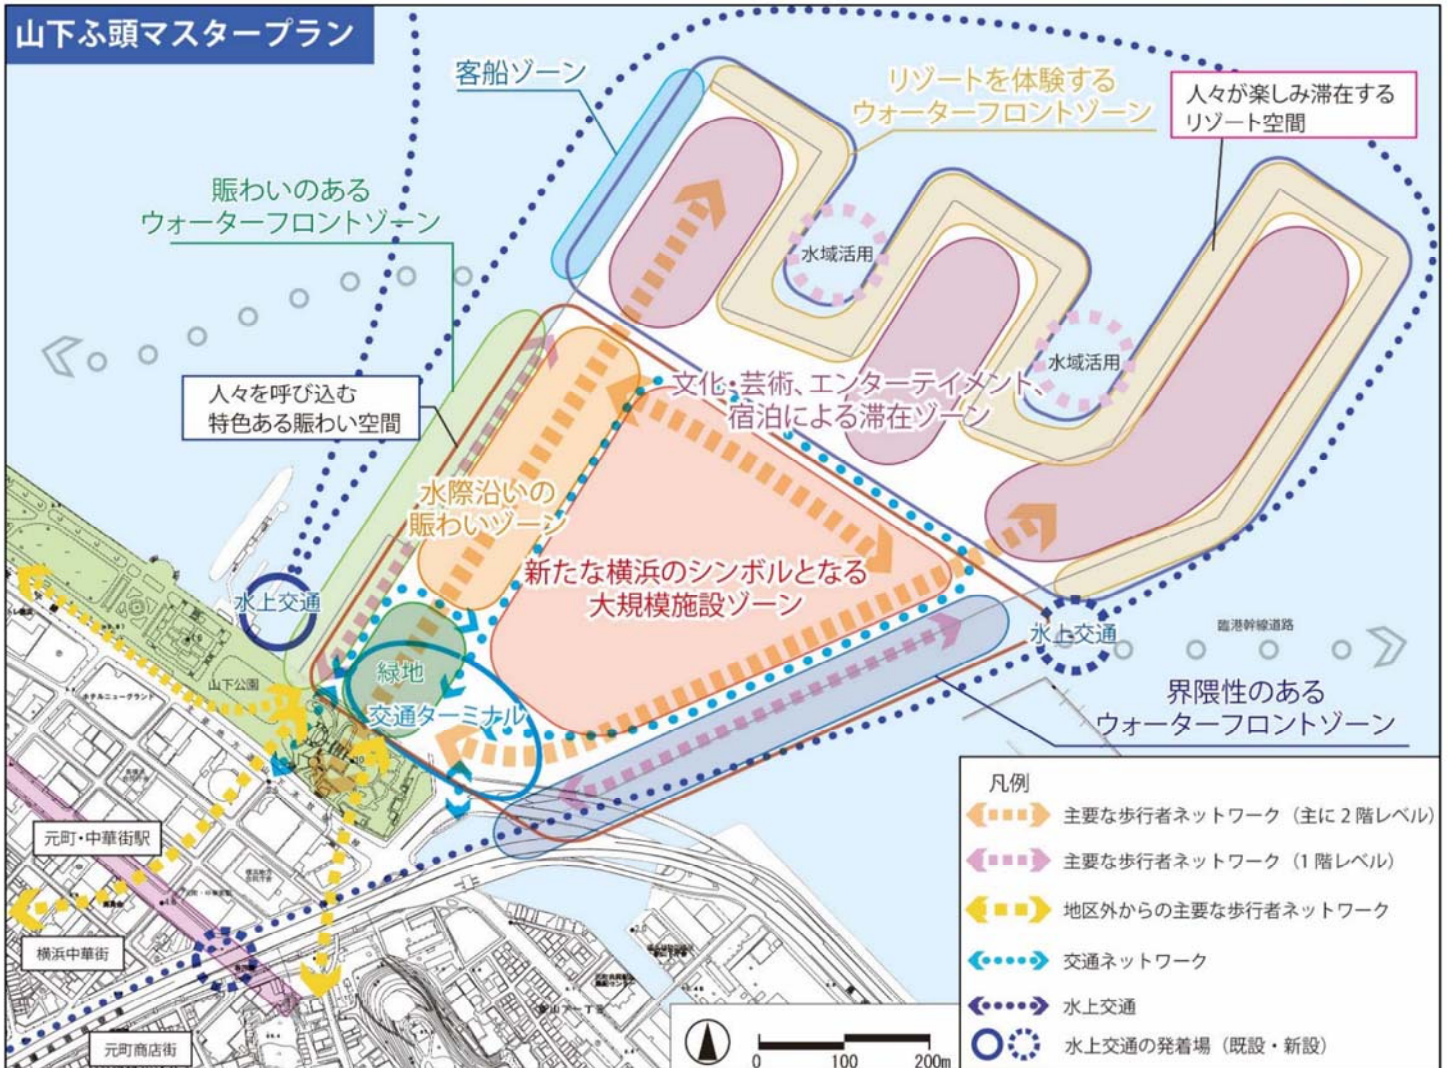 山下ふ頭マスタープラン
客船ゾーン
リゾートを体験する
ウォーターフロントゾーン
人々が楽しみ滞在する
リゾート空間
賑わいのある
ウォーターフロントゾーン
水域活用
水域活用
人々を呼び込む
特色ある賑わい空間
文化・芸術、エンターテイメント、
宿泊による滞在ゾーン
水際沿いの
賑わいゾーン
新たな横浜のシンボルとなる
大規模施設ゾーン
水上交通
水上交通
臨港幹線道路
緑地
交通ターミナル
山下公園
ホテルニューグランド
界隈性のある
ウォーターフロントゾーン
元町・中華街駅
横浜中華街
元町商店街
凡例
主要な歩行者ネットワーク（主に2階レベル）
主要な歩行者ネットワーク（1階レベル）
地区外からの主要な歩行者ネットワーク
交通ネットワーク
水上交通
水上交通の発着場（既設・新設）
0 100 200m